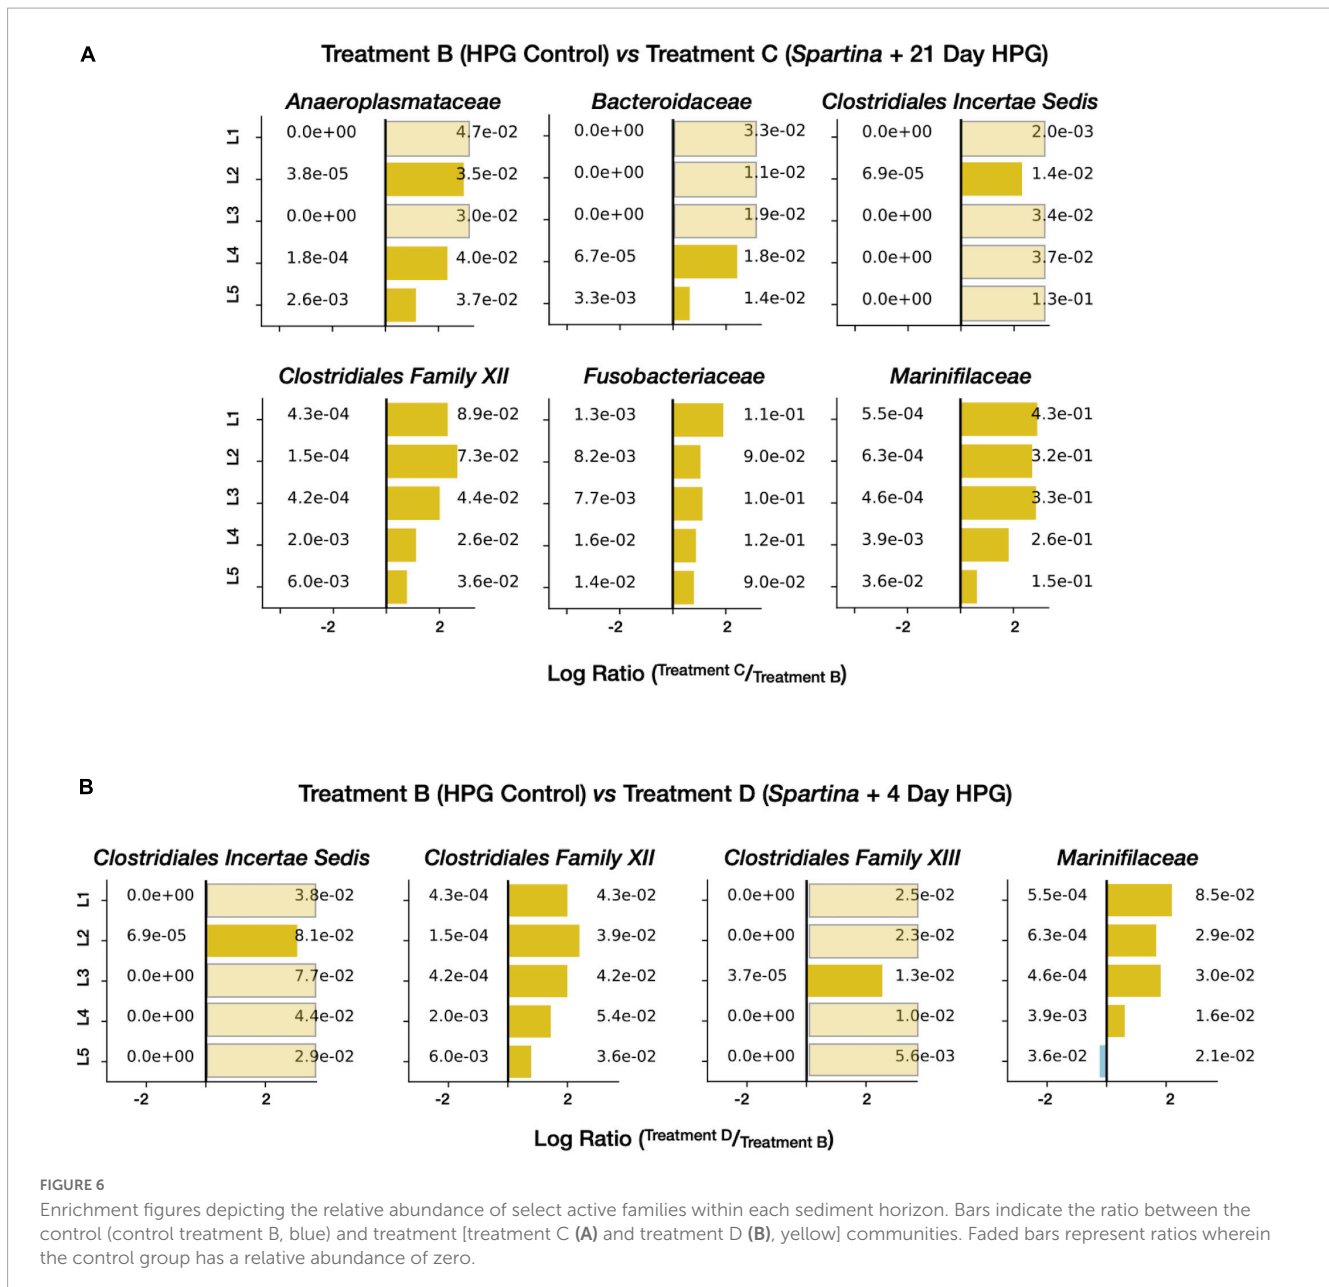 A
Treatment B (HPG Control) vs Treatment C (Spartina + 21 Day HPG)
Anaeroplasmataceae
L1 0.0e+00 4.7e-02
L2 3.8e-05 3.5e-02
L3 0.0e+00 3.0e-02
L4 1.8e-04 4.0e-02
L5 2.6e-03 3.7e-02
Bacteroidaceae
0.0e+00 3.3e-02
0.0e+00 1.1e-02
0.0e+00 1.9e-02
6.7e-05 1.8e-02
3.3e-03 1.4e-02
Clostridiales Incertae Sedis
0.0e+00 2.0e-03
6.9e-05 1.4e-02
0.0e+00 3.4e-02
0.0e+00 3.7e-02
0.0e+00 1.3e-01
Clostridiales Family XII
L1 4.3e-04 8.9e-02
L2 1.5e-04 7.3e-02
L3 4.2e-04 4.4e-02
L4 2.0e-03 2.6e-02
L5 6.0e-03 3.6e-02
-2 2
Fusobacteriaceae
1.3e-03 1.1e-01
8.2e-03 9.0e-02
7.7e-03 1.0e-01
1.6e-02 1.2e-01
1.4e-02 9.0e-02
-2 2
Marinifilaceae
5.5e-04 4.3e-01
6.3e-04 3.2e-01
4.6e-04 3.3e-01
3.9e-03 2.6e-01
3.6e-02 1.5e-01
-2 2
Log Ratio (Treatment C/Treatment B)
B
Treatment B (HPG Control) vs Treatment D (Spartina + 4 Day HPG)
Clostridiales Incertae Sedis
L1 0.0e+00 3.8e-02
L2 6.9e-05 8.1e-02
L3 0.0e+00 7.7e-02
L4 0.0e+00 4.4e-02
L5 0.0e+00 2.9e-02
-2 2
Clostridiales Family XII
4.3e-04 4.3e-02
1.5e-04 3.9e-02
4.2e-04 4.2e-02
2.0e-03 5.4e-02
6.0e-03 3.6e-02
-2 2
Clostridiales Family XIII
0.0e+00 2.5e-02
0.0e+00 2.3e-02
3.7e-05 1.3e-02
0.0e+00 1.0e-02
0.0e+00 5.6e-03
-2 2
Marinifilaceae
5.5e-04 8.5e-02
6.3e-04 2.9e-02
4.6e-04 3.0e-02
3.9e-03 1.6e-02
3.6e-02 2.1e-02
-2 2
Log Ratio (Treatment D/Treatment B)
FIGURE 6
Enrichment figures depicting the relative abundance of select active families within each sediment horizon. Bars indicate the ratio between the
control (control treatment B, blue) and treatment [treatment C (A) and treatment D (B), yellow] communities. Faded bars represent ratios wherein
the control group has a relative abundance of zero.